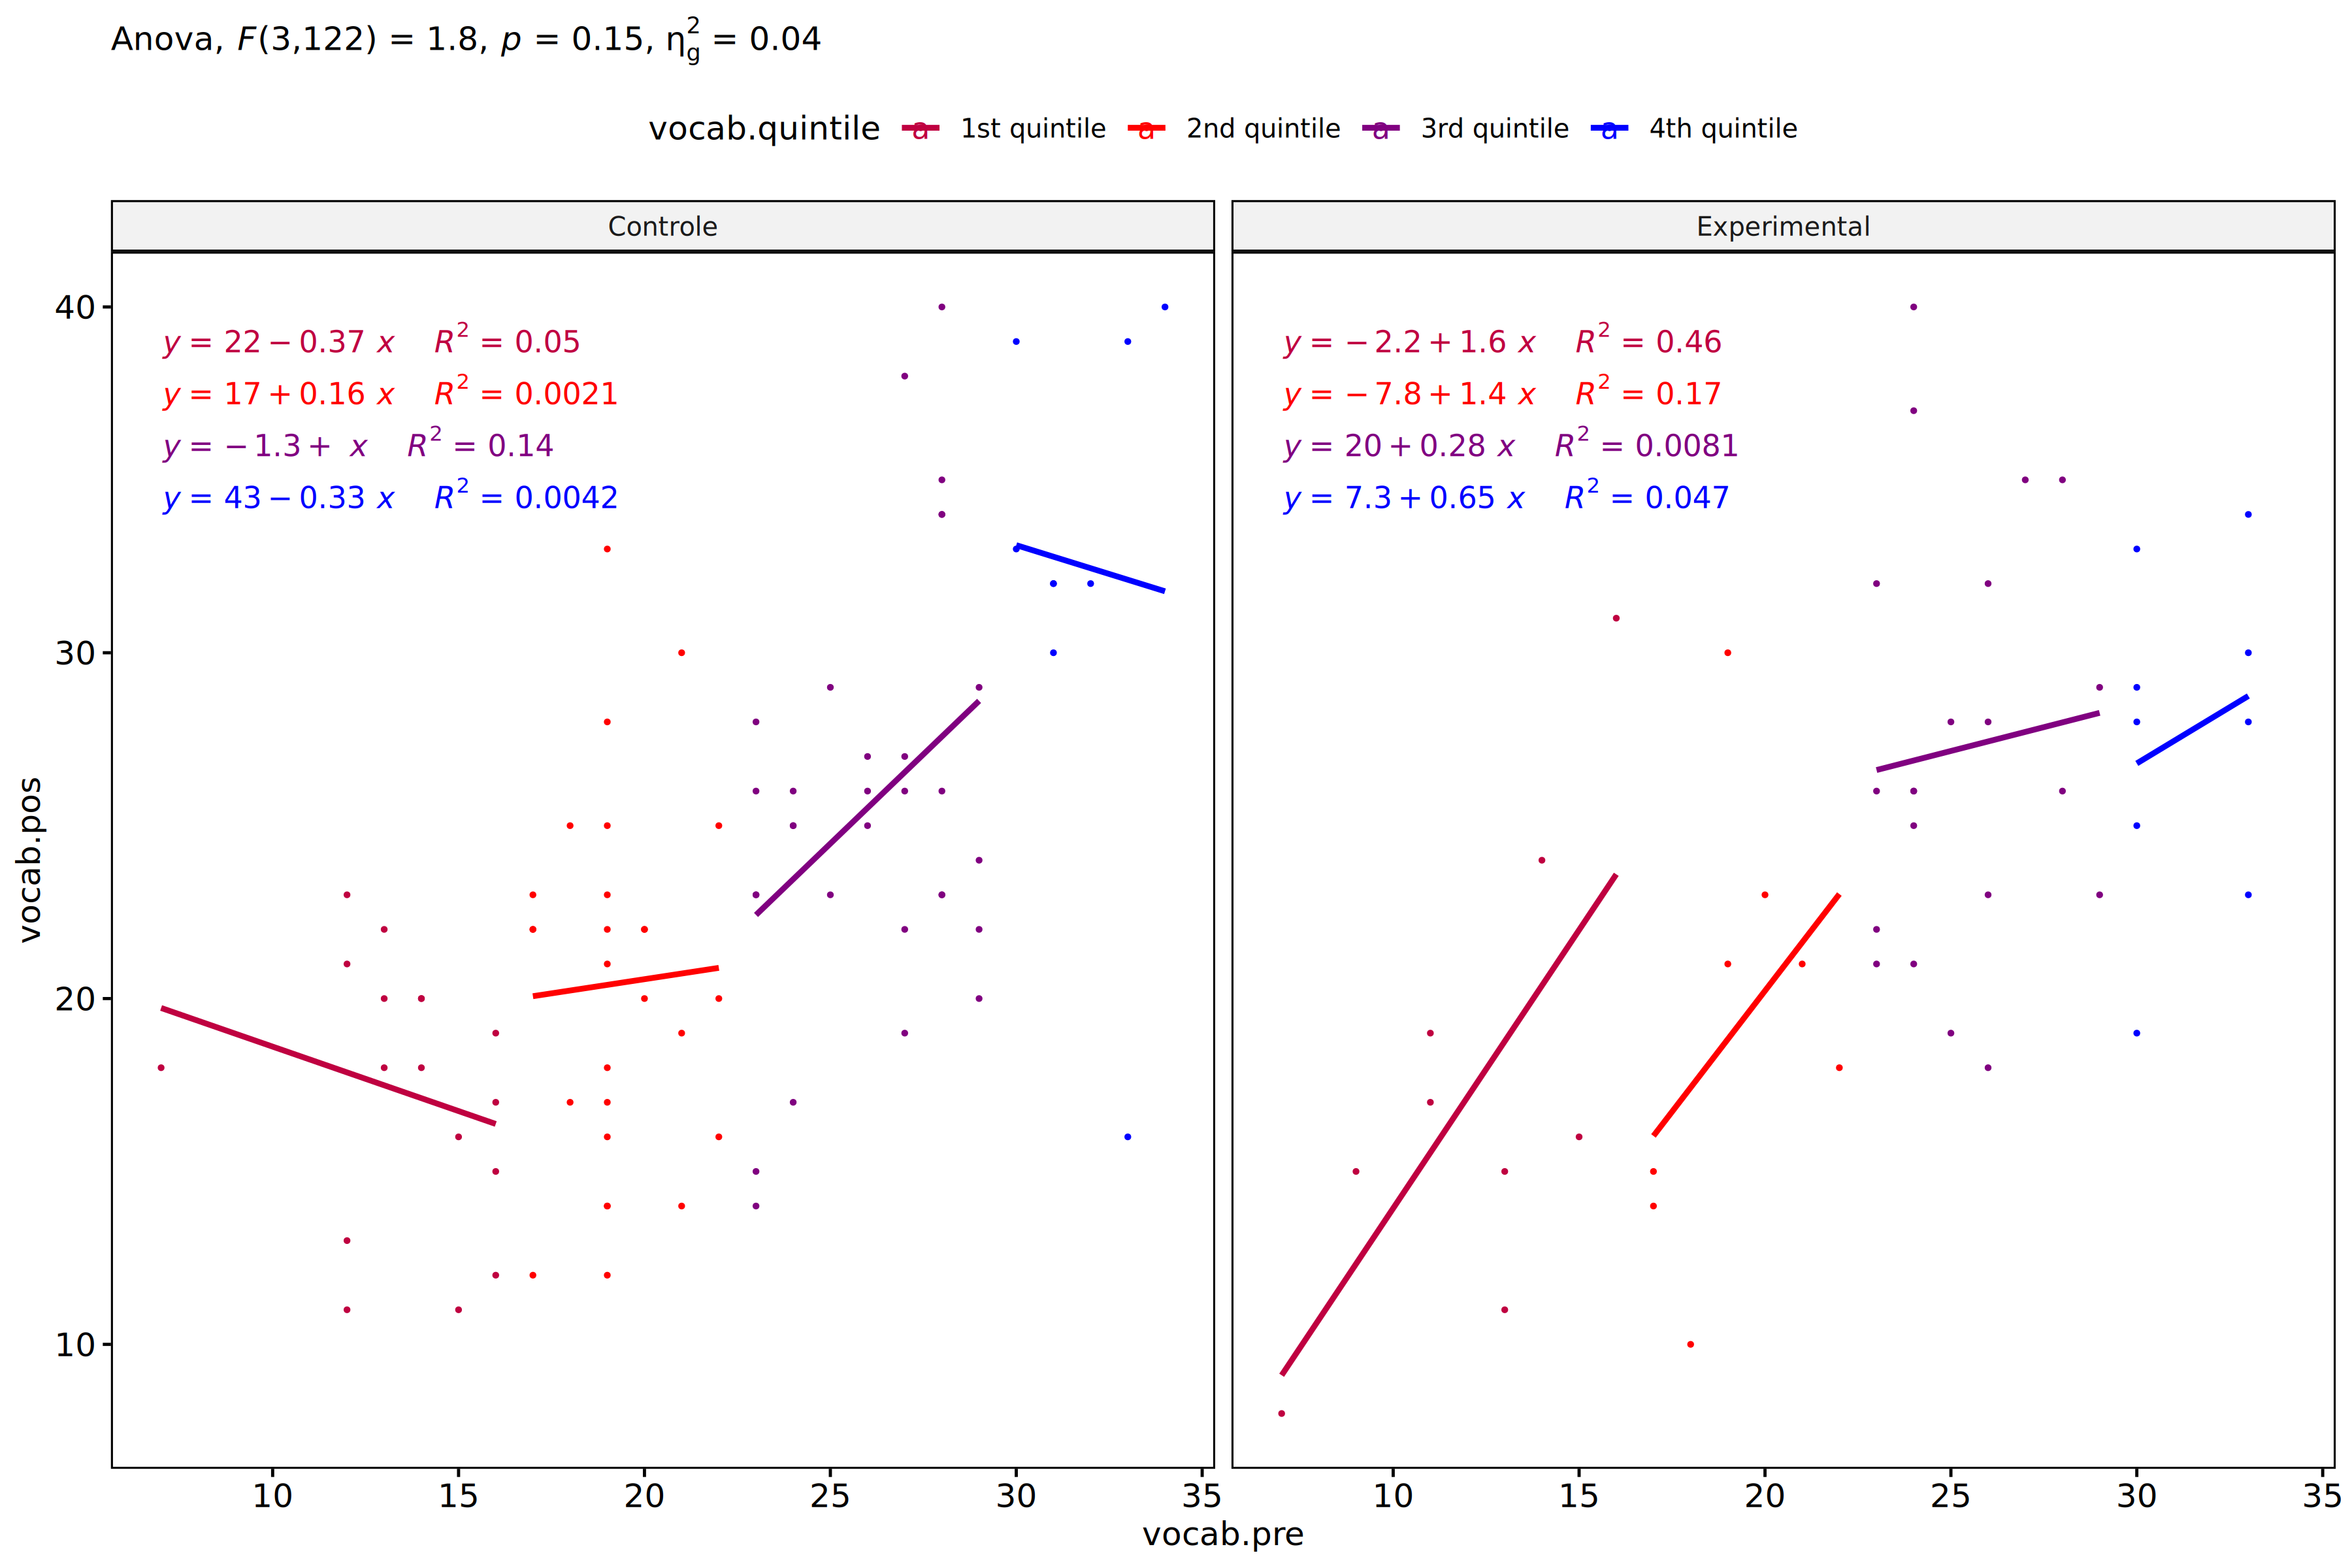 Anova, F(3,122) = 1.8, p = 0.15, η²g = 0.04
vocab.quintile a 1st quintile a 2nd quintile a 3rd quintile a 4th quintile
Controle
Experimental
y = 22 − 0.37 x R² = 0.05
y = 17 + 0.16 x R² = 0.0021
y = − 1.3 + x R² = 0.14
y = 43 − 0.33 x R² = 0.0042
y = − 2.2 + 1.6 x R² = 0.46
y = − 7.8 + 1.4 x R² = 0.17
y = 20 + 0.28 x R² = 0.0081
y = 7.3 + 0.65 x R² = 0.047
40
30
20
10
vocab.pos
10 15 20 25 30 35
10 15 20 25 30 35
vocab.pre